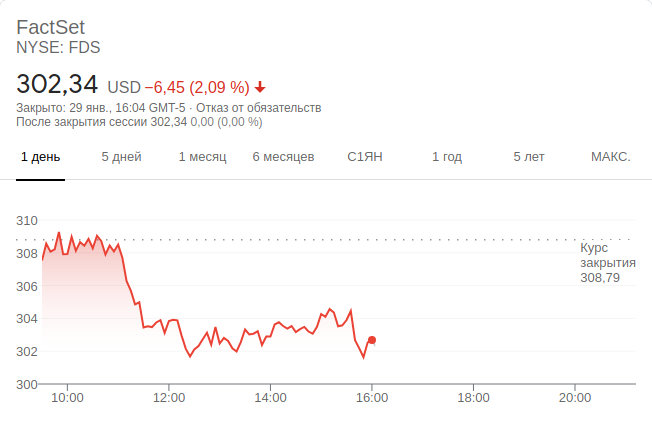 FactSet
NYSE: FDS
302,34 USD −6,45 (2,09 %)
Закрыто: 29 янв., 16:04 GMT-5 · Отказ от обязательств
После закрытия сессии 302,34 0,00 (0,00 %)
1 день 5 дней 1 месяц 6 месяцев С1ЯН 1 год 5 лет МАКС.
310
308
306
304
302
300
Курс
закрытия
308,79
10:00 12:00 14:00 16:00 18:00 20:00